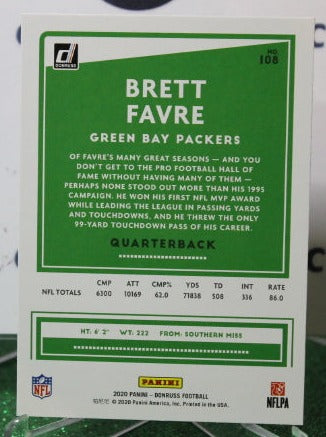 DONRUSS
NO.
108
BRETT
FAVRE
GREEN BAY PACKERS
OF FAVRE'S MANY GREAT SEASONS — AND YOU
DON'T GET TO THE PRO FOOTBALL HALL OF
FAME WITHOUT HAVING MANY OF THEM —
PERHAPS NONE STOOD OUT MORE THAN HIS 1995
CAMPAIGN. HE WON HIS FIRST NFL MVP AWARD
WHILE LEADING THE LEAGUE IN PASSING YARDS
AND TOUCHDOWNS, AND HE THREW THE ONLY
99-YARD TOUCHDOWN PASS OF HIS CAREER.
QUARTERBACK
CMP ATT CMP% YDS TD INT RATE
NFL TOTALS 6300 10169 62.0 71838 508 336 86.0
HT: 6' 2" WT: 222 FROM: SOUTHERN MISS
NFL
PANINI
2020 PANINI - DONRUSS FOOTBALL
© 2020 Panini America, Inc. Printed in the USA.
NFLPA